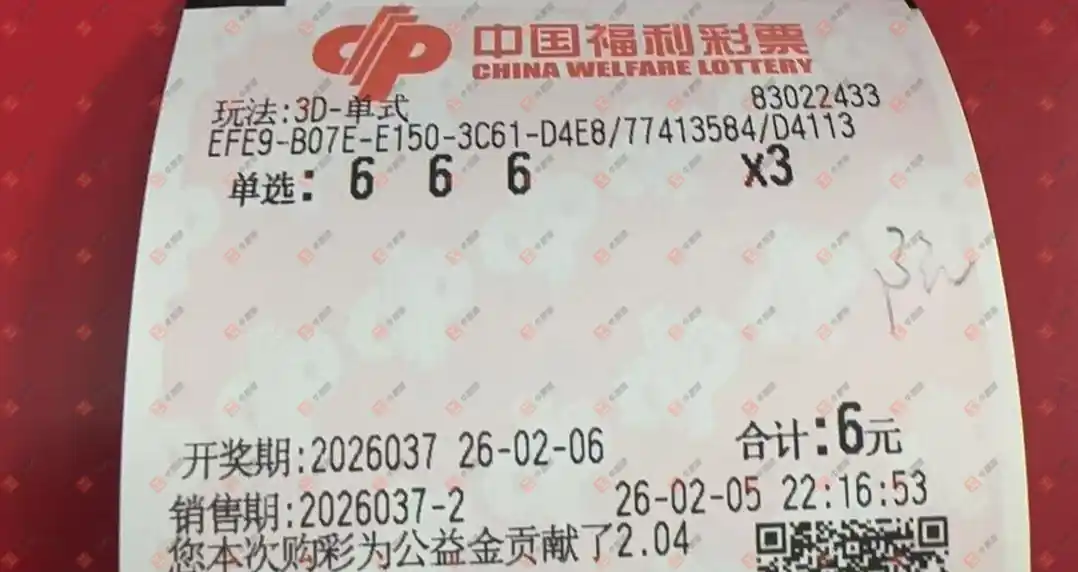 中国福利彩票
CHINA WELFARE LOTTERY
玩法:3D-单式 83022433
EFE9-B07E-E150-3C61-D4E8/77413584/D4113
单选: 6 6 6 x3
开奖期:2026037 26-02-06 合计:6元
销售期:2026037-2 26-02-05 22:16:53
您本次购彩为公益金贡献了2.04